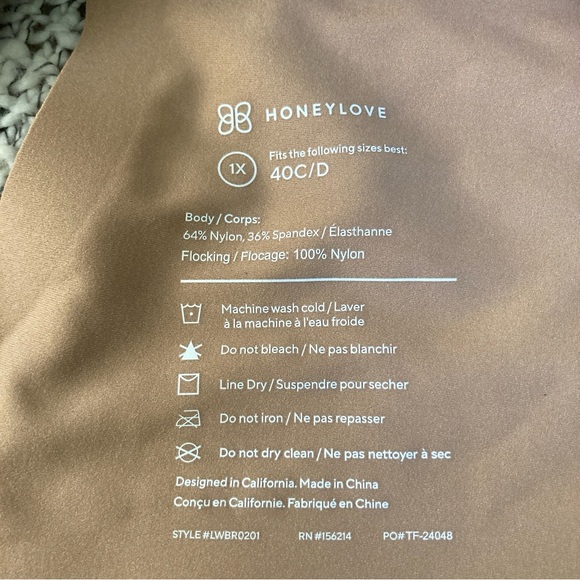 HONEYLOVE
1X
Fits the following sizes best:
40C/D
Body / Corps:
64% Nylon, 36% Spandex / Élasthanne
Flocking / Flocage: 100% Nylon
Machine wash cold / Laver
à la machine à l'eau froide
Do not bleach / Ne pas blanchir
Line Dry / Suspendre pour secher
Do not iron / Ne pas repasser
Do not dry clean / Ne pas nettoyer à sec
Designed in California. Made in China
Conçu en Californie. Fabriqué en Chine
STYLE #LWBR0201 RN #156214 PO# TF-24048